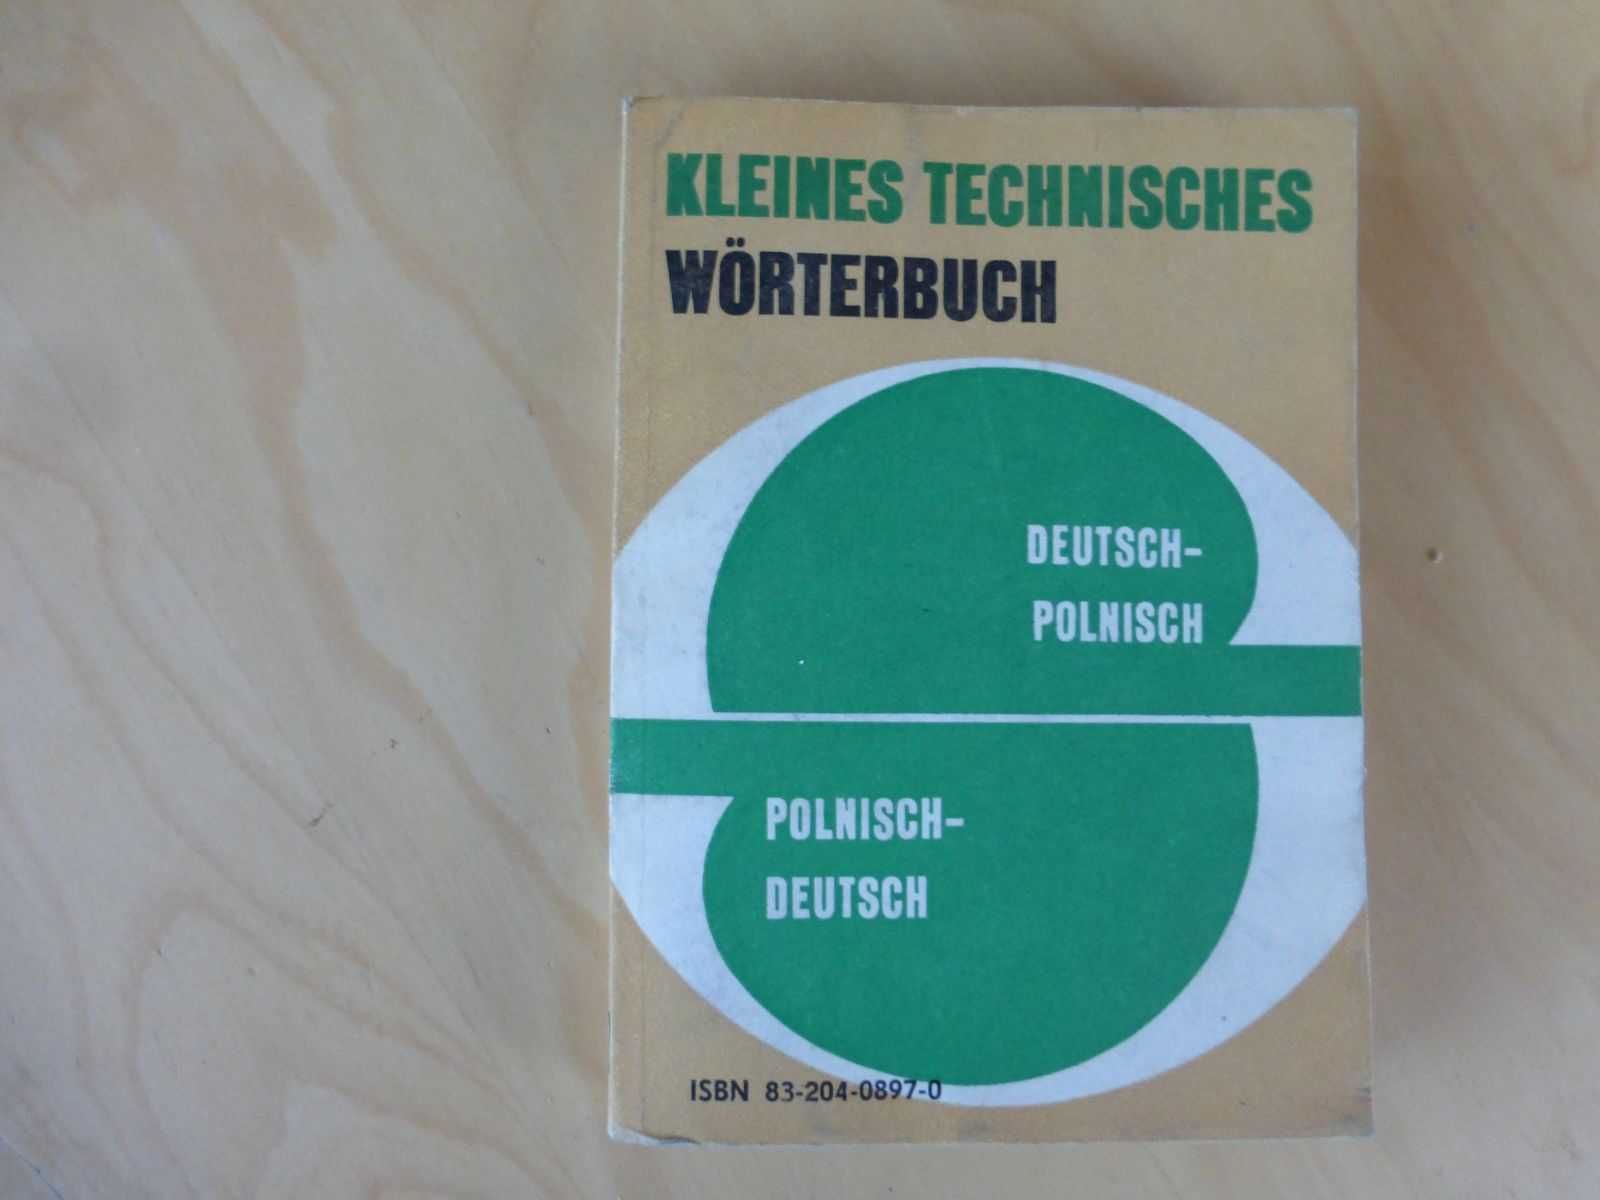 KLEINES TECHNISCHES
WÖRTERBUCH
DEUTSCH-
POLNISCH
POLNISCH-
DEUTSCH
ISBN 83-204-0897-0